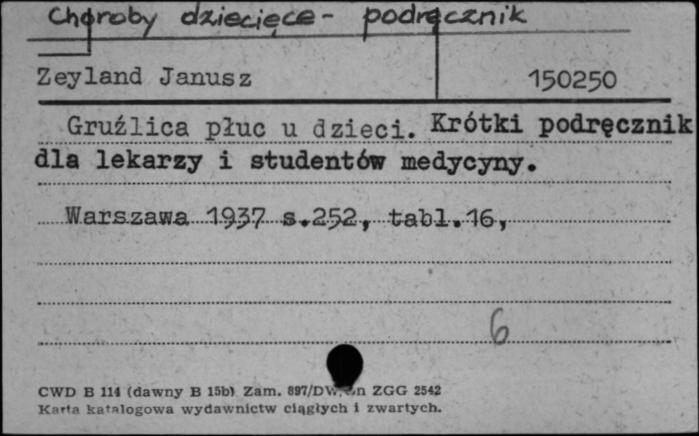 Choroby dziecięce - podręcznik
Zeyland Janusz 150250
Gruźlica płuc u dzieci. Krótki podręcznik
dla lekarzy i studentów medycyny.
Warszawa 1937 s.252, tabl.16,
6
CWD B 114 (dawny B 15b) Zam. 897/DW, ZGG 2542
Karta katalogowa wydawnictw ciągłych i zwartych.